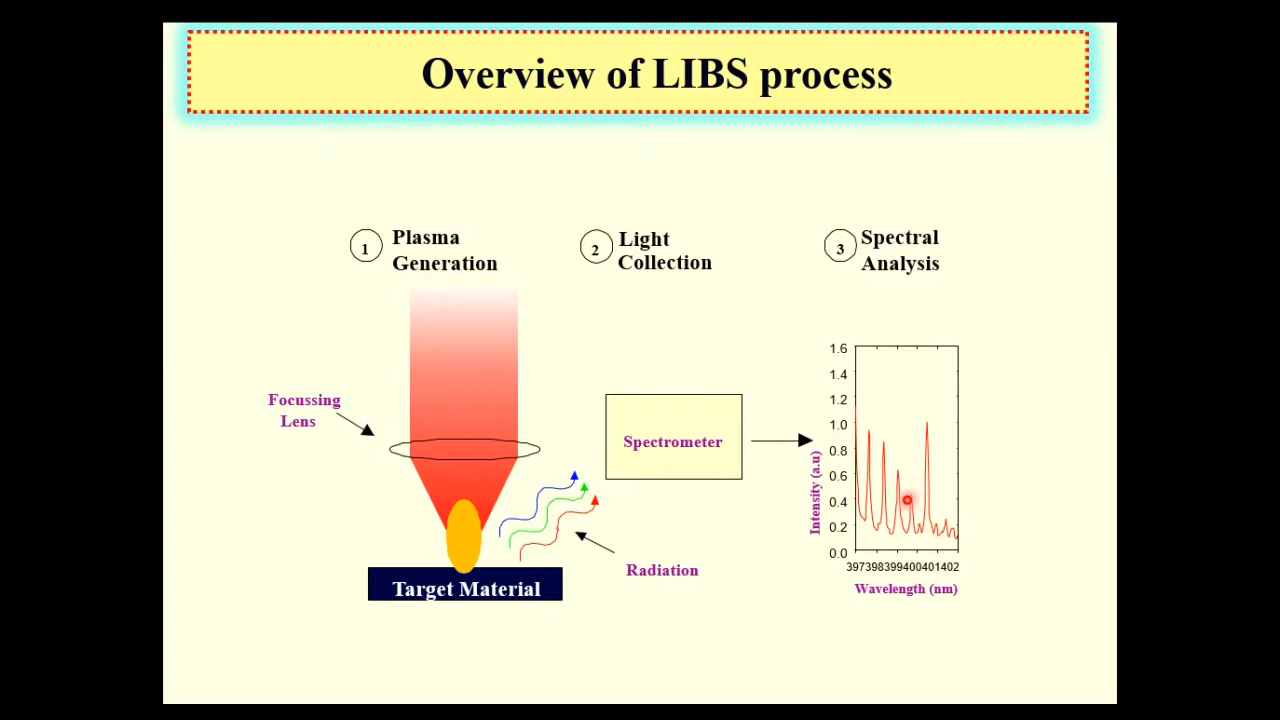 Overview of LIBS process
1
Plasma
Generation
2
Light
Collection
3
Spectral
Analysis
Focussing
Lens
Target Material
Radiation
Spectrometer
1.6
1.4
1.2
1.0
0.8
0.6
0.4
0.2
0.0
Intensity (a.u)
397398399400401402
Wavelength (nm)